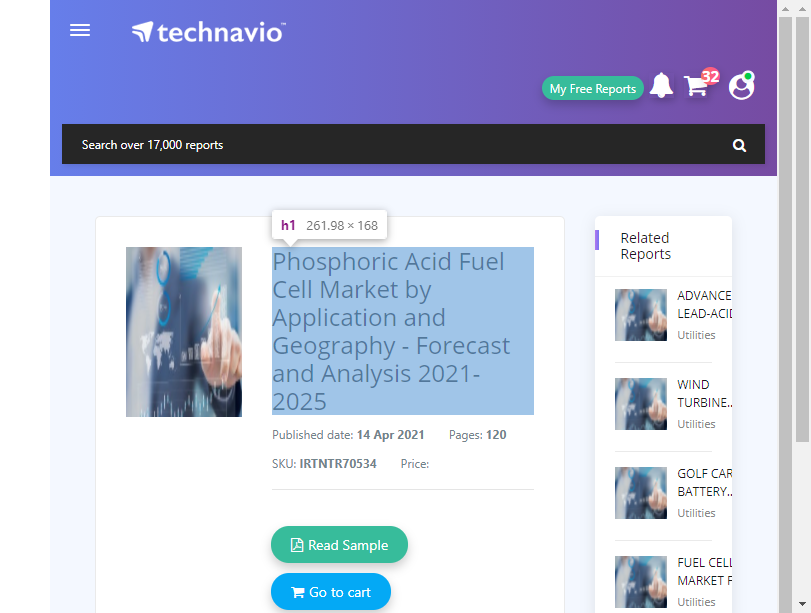 technavio
My Free Reports
32
Search over 17,000 reports
h1 261.98 × 168
Phosphoric Acid Fuel
Cell Market by
Application and
Geography - Forecast
and Analysis 2021-
2025
Published date: 14 Apr 2021 Pages: 120
SKU: IRTNTR70534 Price:
Read Sample
Go to cart
Related
Reports
ADVANCE
LEAD-ACI
Utilities
WIND
TURBINE..
Utilities
GOLF CAR
BATTERY..
Utilities
FUEL CELL
MARKET F
Utilities